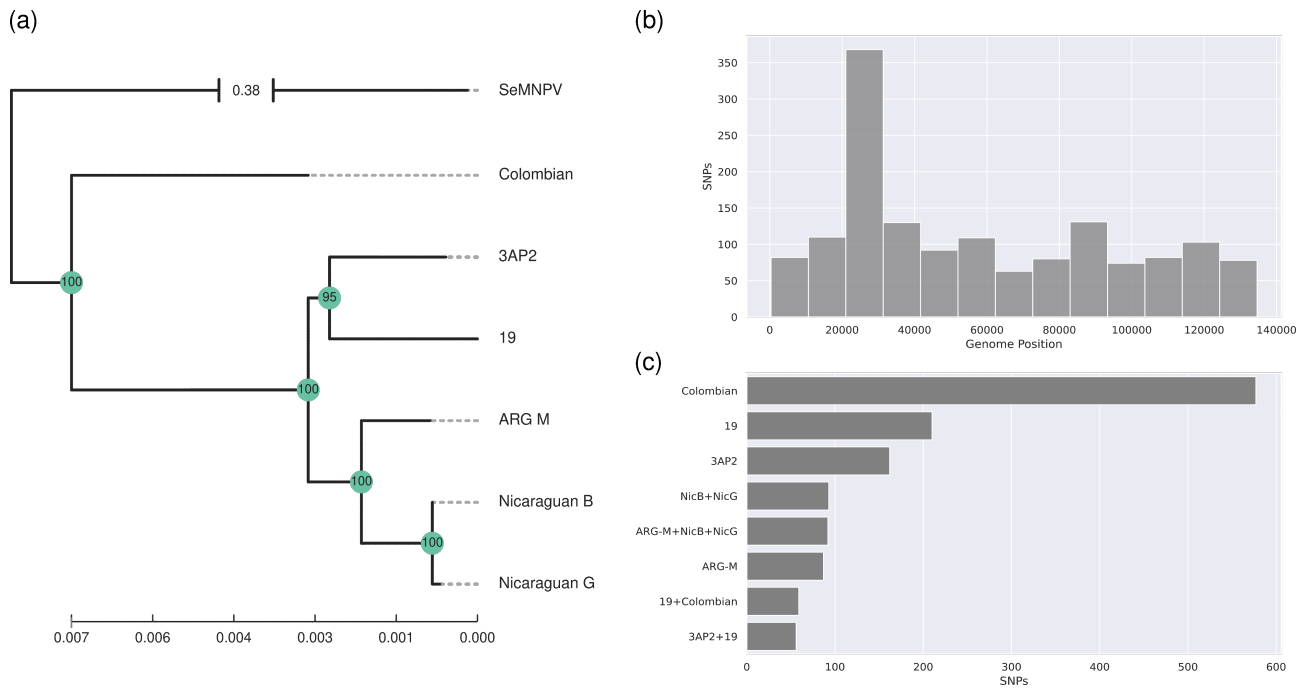 (a)
0.38
SeMNPV
Colombian
3AP2
100
95
19
100
ARG M
100
Nicaraguan B
100
Nicaraguan G
0.007 0.006 0.004 0.003 0.001 0.000
(b)
350
300
250
200
150
100
50
0
SNPs
0 20000 40000 60000 80000 100000 120000 140000
Genome Position
(c)
Colombian
19
3AP2
NicB+NicG
ARG-M+NicB+NicG
ARG-M
19+Colombian
3AP2+19
0 100 200 300 400 500 600
SNPs